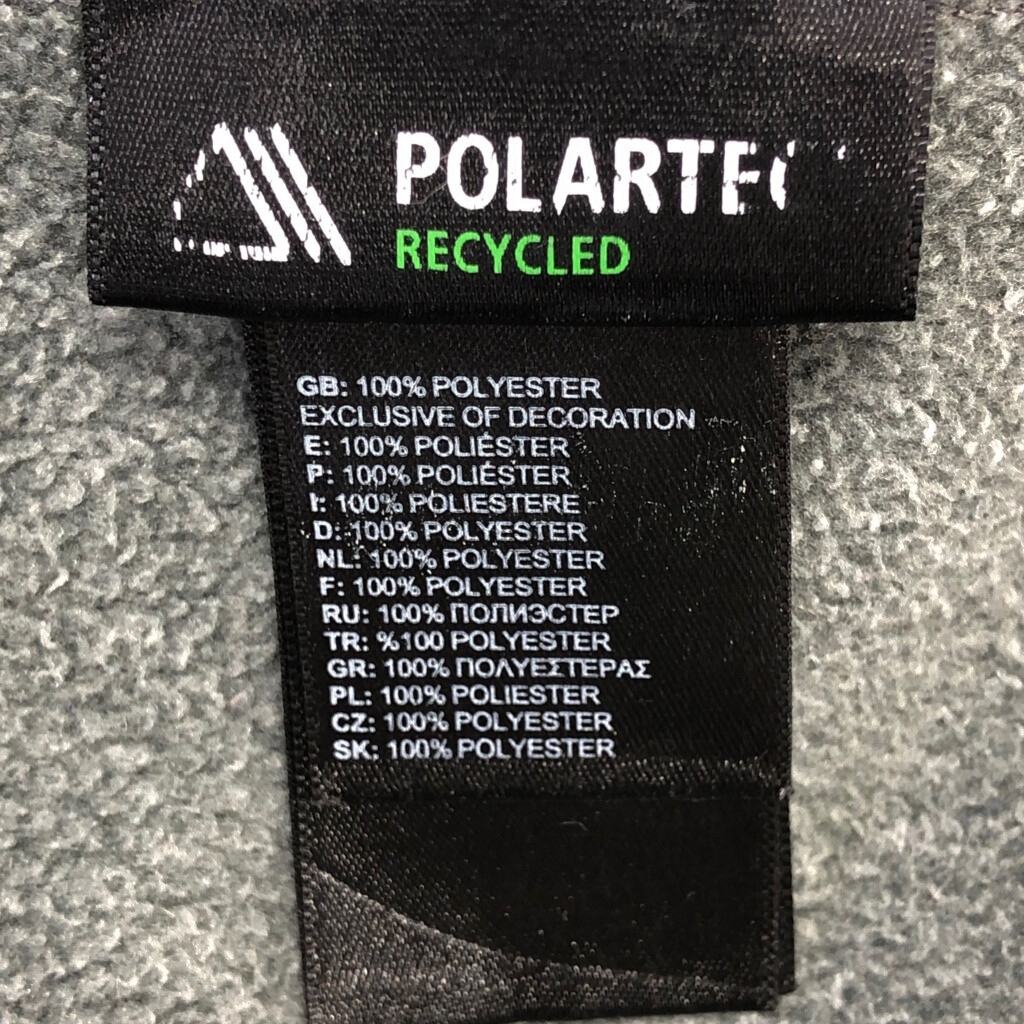 POLARTEC
RECYCLED
GB: 100% POLYESTER
EXCLUSIVE OF DECORATION
E: 100% POLIÉSTER
P: 100% POLIÉSTER
I: 100% POLIESTERE
D: 100% POLYESTER
NL: 100% POLYESTER
F: 100% POLYESTER
RU: 100% ПОЛИЭСТЕР
TR: %100 POLYESTER
GR: 100% ΠΟΛΥΕΣΤΕΡΑΣ
PL: 100% POLIESTER
CZ: 100% POLYESTER
SK: 100% POLYESTER